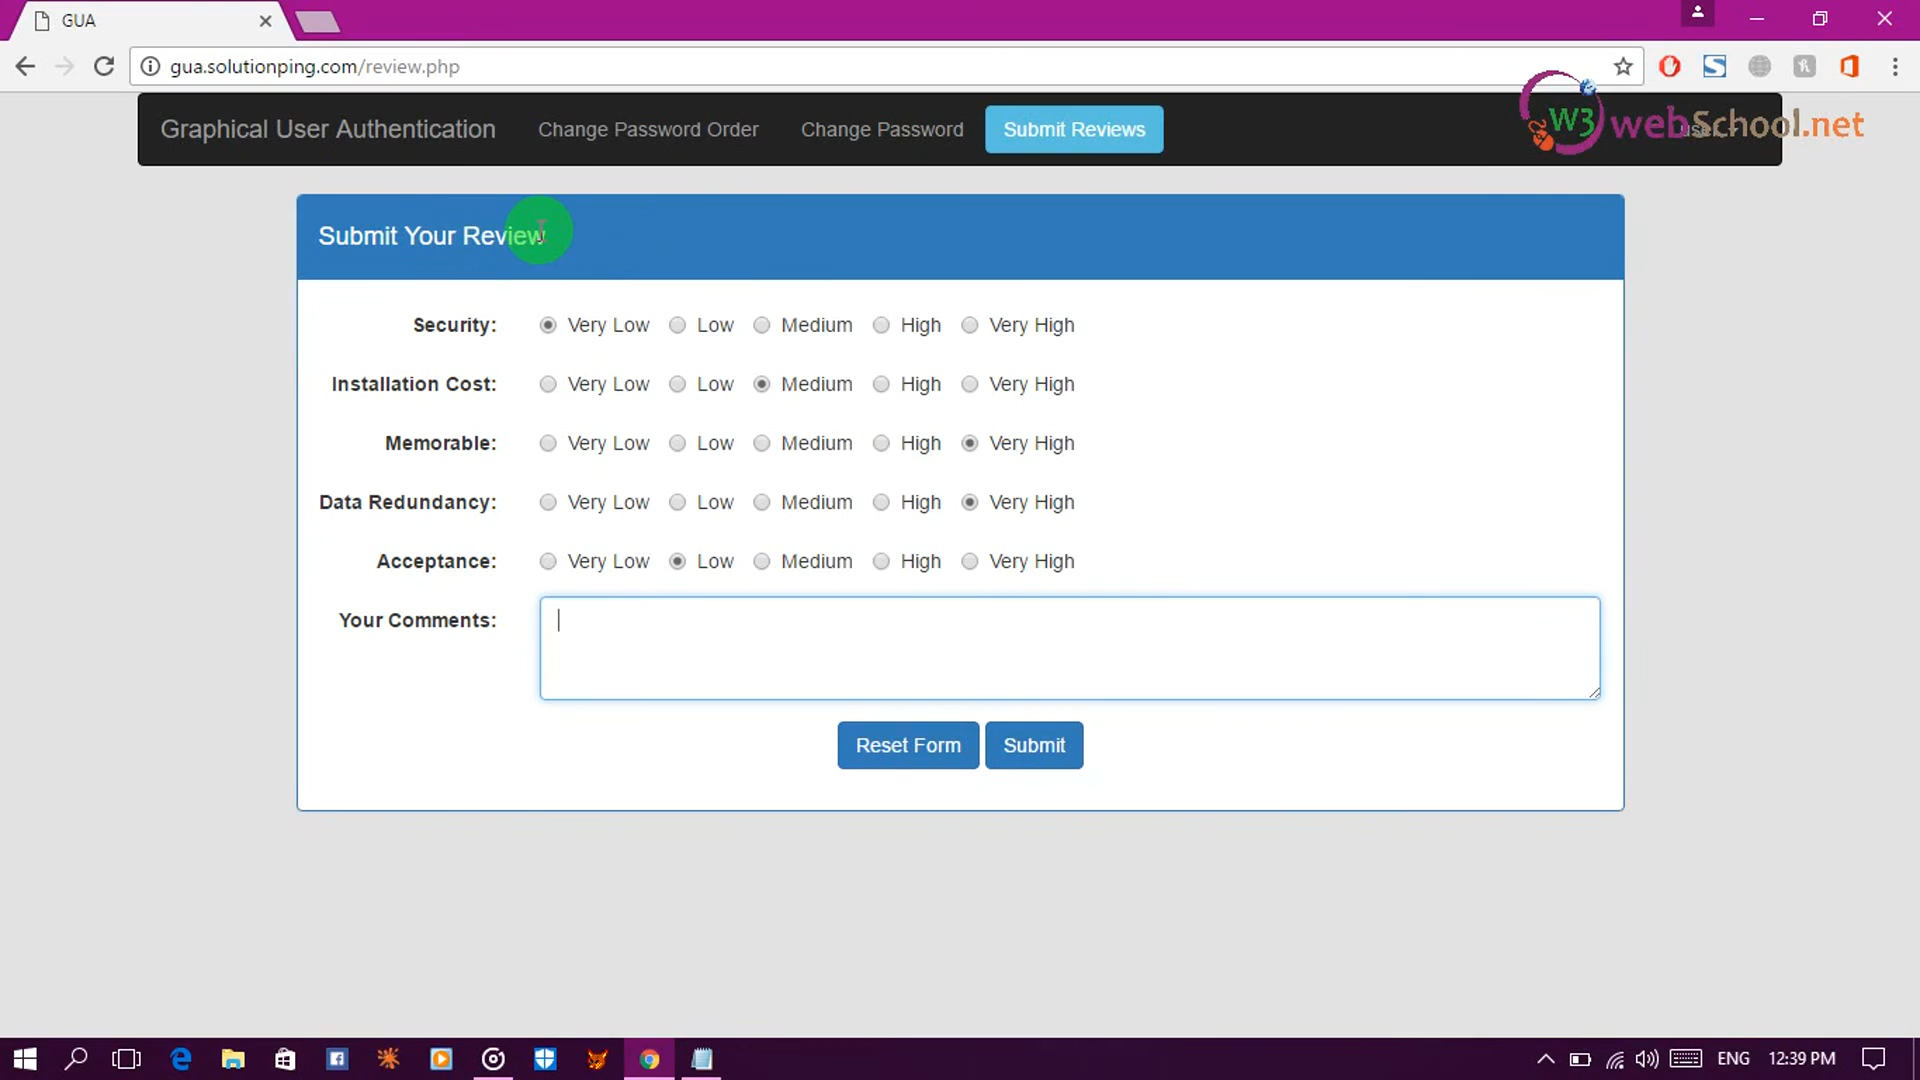 GUA
gua.solutionping.com/review.php
Graphical User Authentication Change Password Order Change Password Submit Reviews
W3 webSchool.net
Submit Your Review
Security: Very Low Low Medium High Very High
Installation Cost: Very Low Low Medium High Very High
Memorable: Very Low Low Medium High Very High
Data Redundancy: Very Low Low Medium High Very High
Acceptance: Very Low Low Medium High Very High
Your Comments:
Reset Form Submit
ENG 12:39 PM